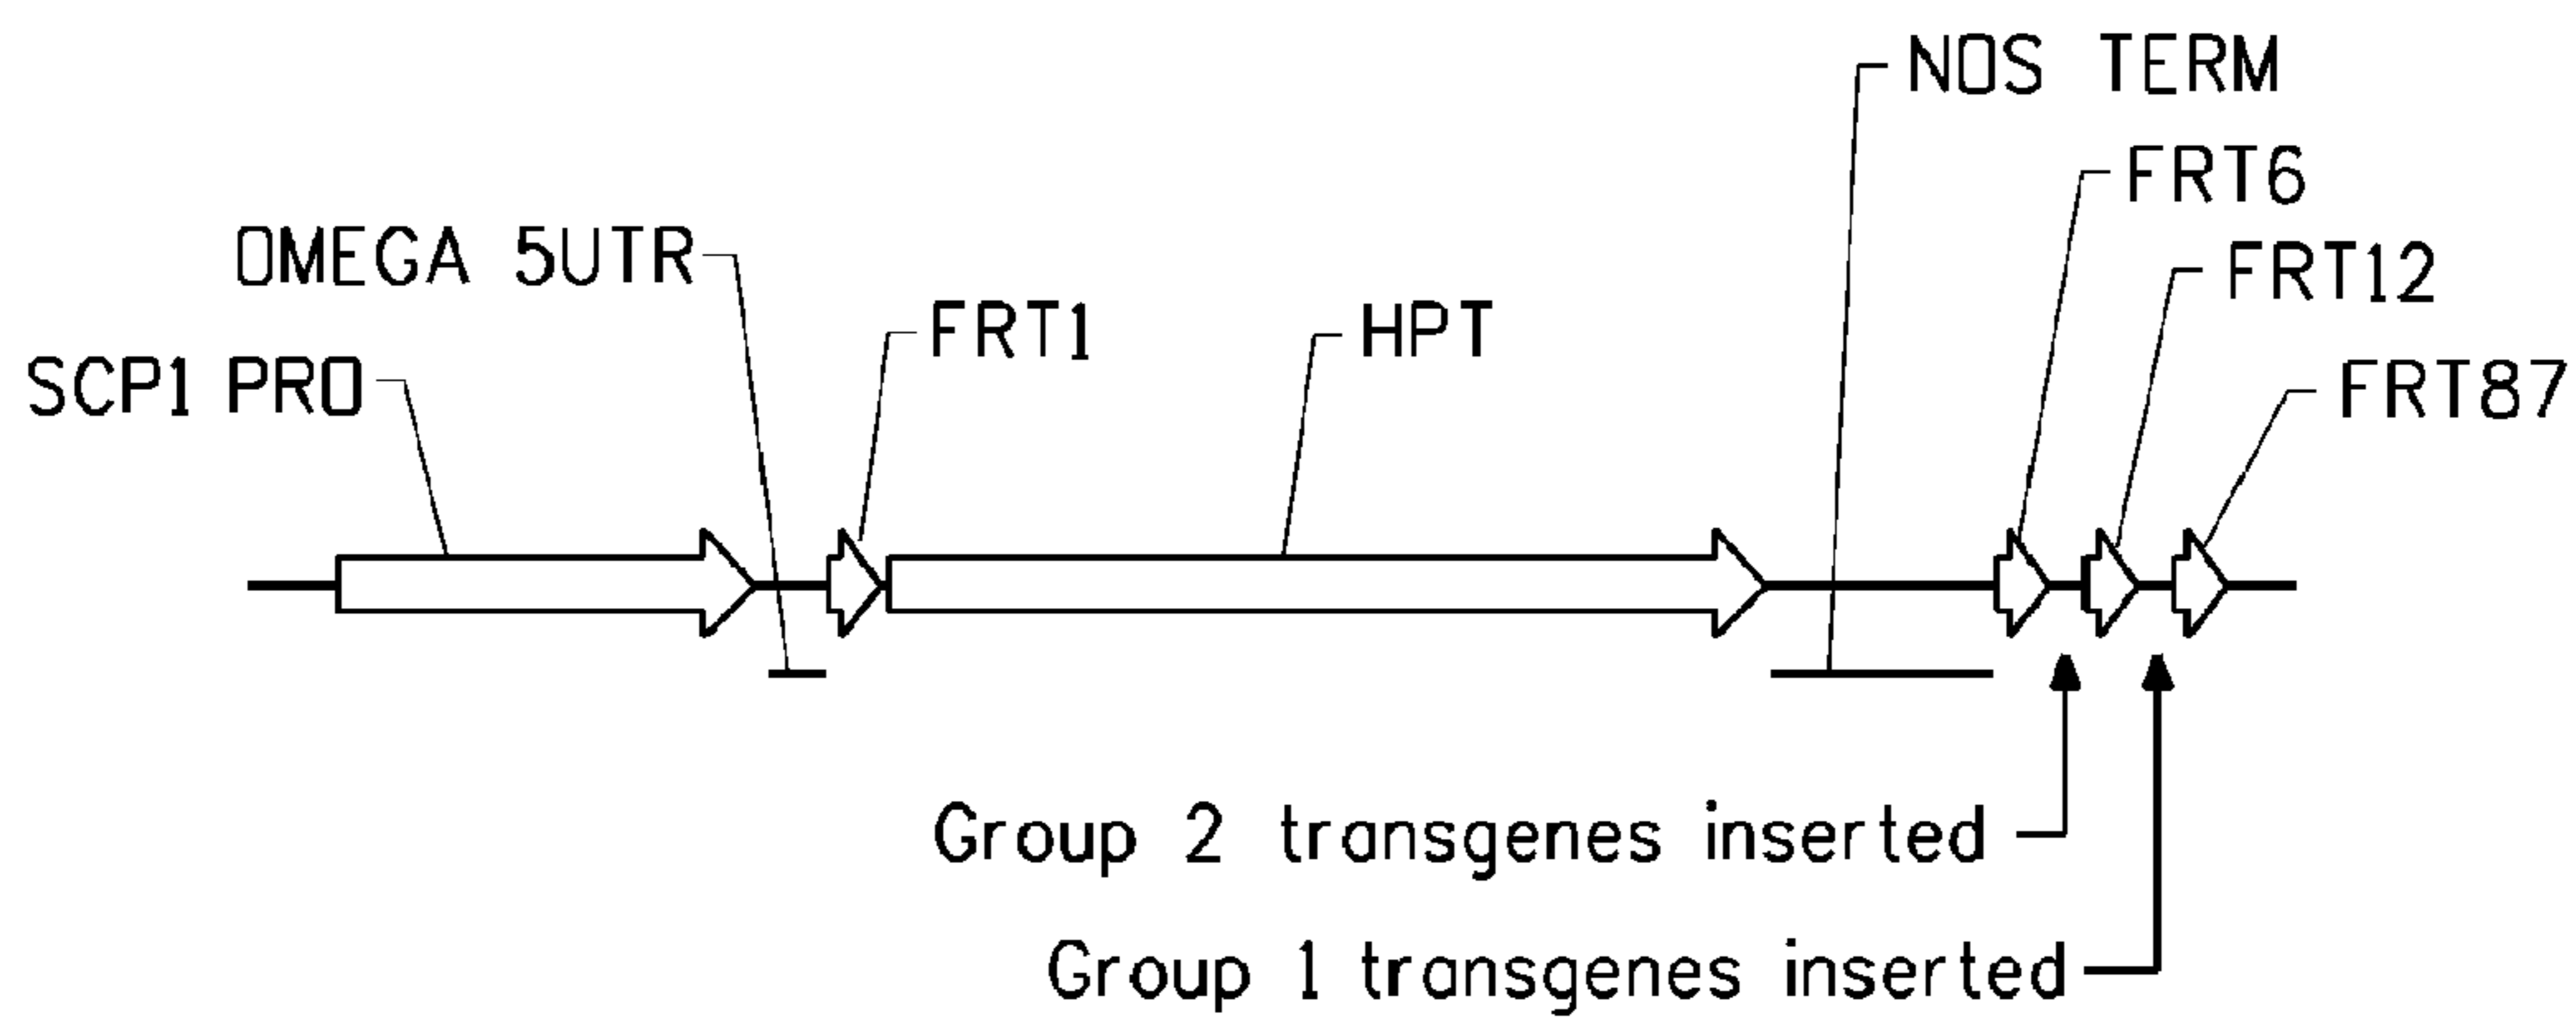 NOS TERM
FRT6
OMEGA 5UTR
FRT12
FRT1
HPT
SCP1 PRO
FRT87
Group 2 transgenes inserted
Group 1 transgenes inserted